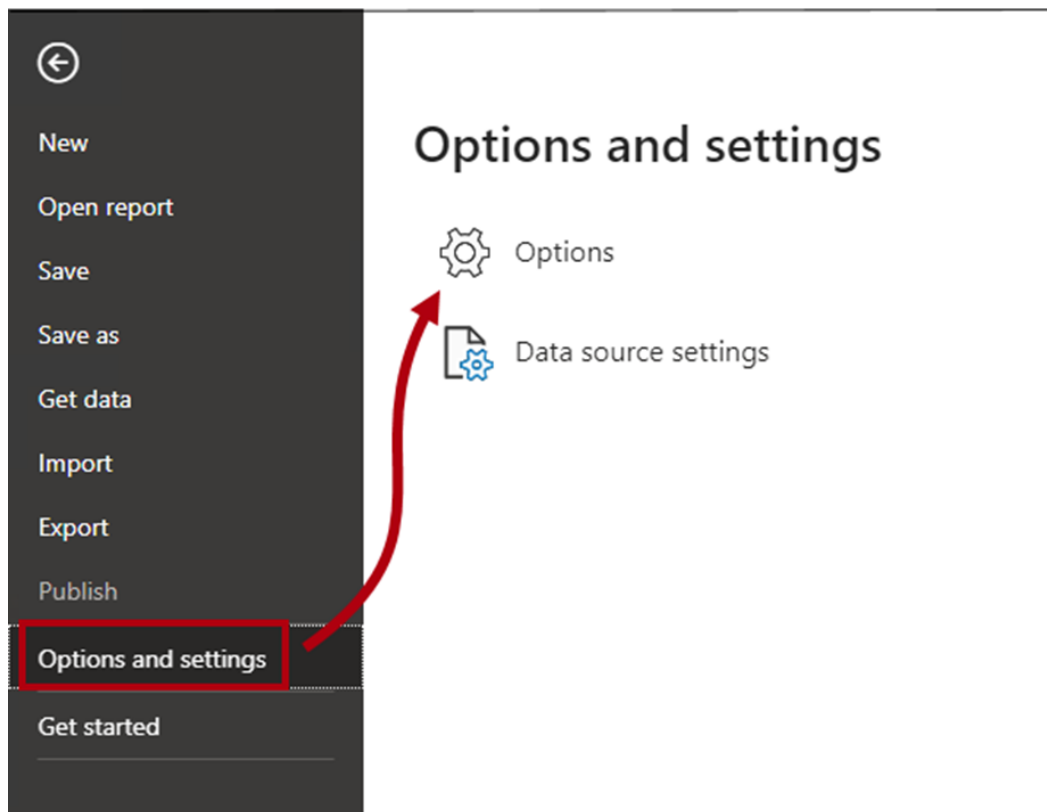 New
Open report
Save
Save as
Get data
Import
Export
Publish
Options and settings
Get started
Options and settings
Options
Data source settings